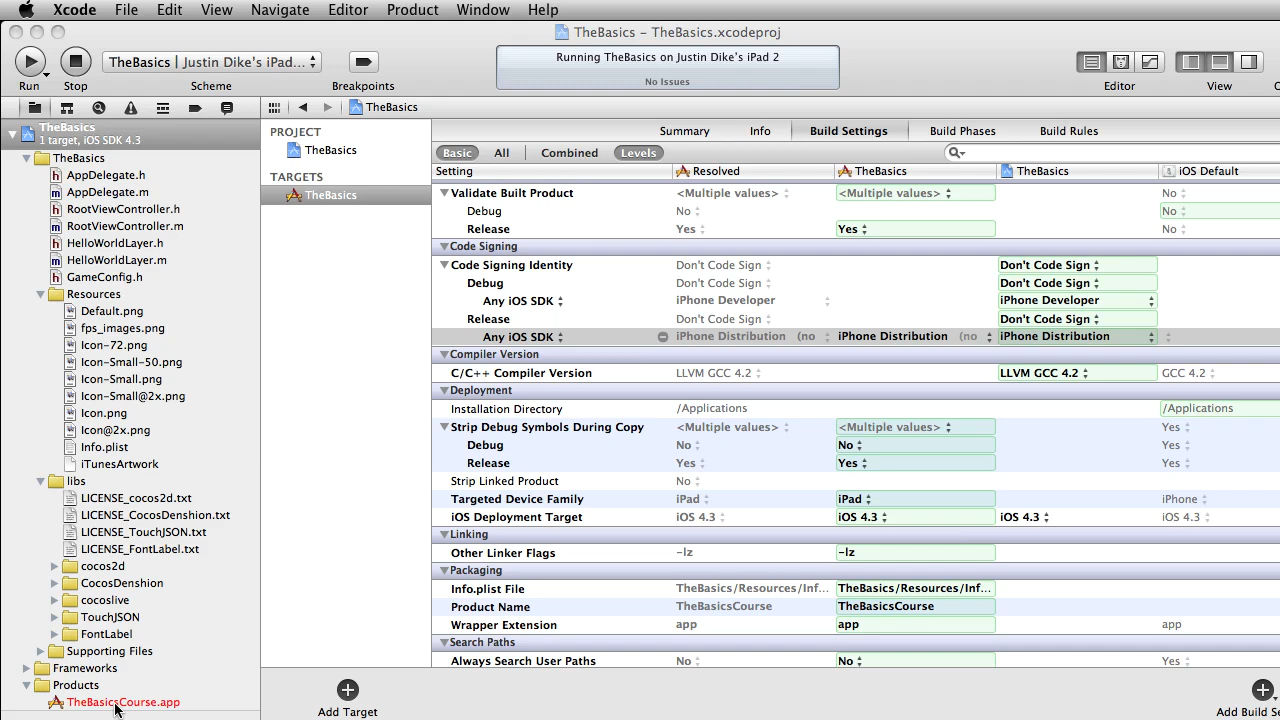 Xcode File Edit View Navigate Editor Product Window Help
TheBasics – TheBasics.xcodeproj
TheBasics | Justin Dike's iPad...
Running TheBasics on Justin Dike's iPad 2
No Issues
Run Stop Scheme Breakpoints Editor View
TheBasics
TheBasics
1 target, iOS SDK 4.3
TheBasics
AppDelegate.h
AppDelegate.m
RootViewController.h
RootViewController.m
HelloWorldLayer.h
HelloWorldLayer.m
GameConfig.h
Resources
Default.png
fps_images.png
Icon-72.png
Icon-Small-50.png
Icon-Small.png
Icon-Small@2x.png
Icon.png
Icon@2x.png
Info.plist
iTunesArtwork
libs
LICENSE_cocos2d.txt
LICENSE_CocosDenshion.txt
LICENSE_TouchJSON.txt
LICENSE_FontLabel.txt
cocos2d
CocosDenshion
cocoslive
TouchJSON
FontLabel
Supporting Files
Frameworks
Products
TheBasicsCourse.app
PROJECT
TheBasics
TARGETS
TheBasics
Add Target
Summary Info Build Settings Build Phases Build Rules
Basic All Combined Levels
Setting Resolved TheBasics TheBasics iOS Default
Validate Built Product <Multiple values> <Multiple values> No
Debug No No
Release Yes Yes No
Code Signing
Code Signing Identity Don't Code Sign Don't Code Sign
Debug Don't Code Sign Don't Code Sign
Any iOS SDK iPhone Developer iPhone Developer
Release Don't Code Sign Don't Code Sign
Any iOS SDK iPhone Distribution (no iPhone Distribution (no iPhone Distribution
Compiler Version
C/C++ Compiler Version LLVM GCC 4.2 LLVM GCC 4.2 GCC 4.2
Deployment
Installation Directory /Applications /Applications
Strip Debug Symbols During Copy <Multiple values> <Multiple values> Yes
Debug No No Yes
Release Yes Yes Yes
Strip Linked Product No
Targeted Device Family iPad iPad iPhone
iOS Deployment Target iOS 4.3 iOS 4.3 iOS 4.3 iOS 4.3
Linking
Other Linker Flags -lz -lz
Packaging
Info.plist File TheBasics/Resources/Inf... TheBasics/Resources/Inf...
Product Name TheBasicsCourse TheBasicsCourse
Wrapper Extension app app app
Search Paths
Always Search User Paths No No Yes
Add Build Se